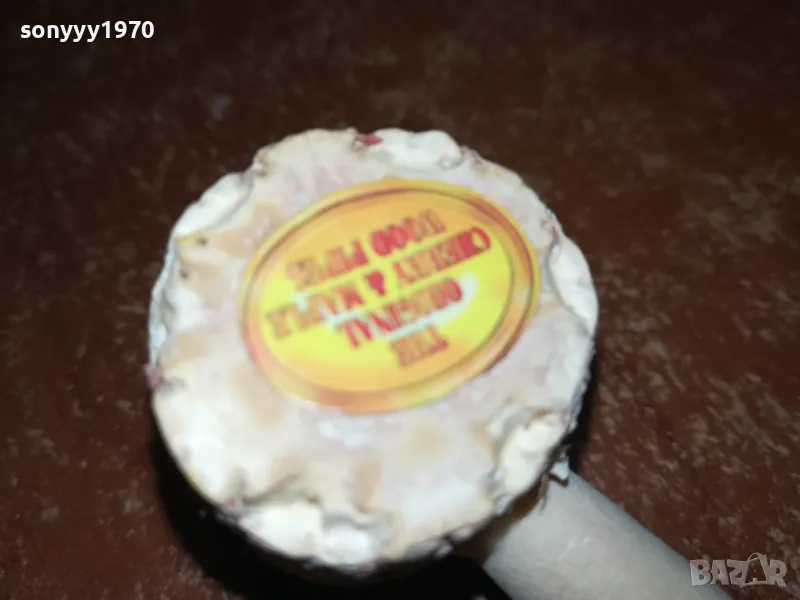 sonyyy1970
THE
ORIGINAL
CHERRY & MAPLE
WOOD PIPES
BAZAR